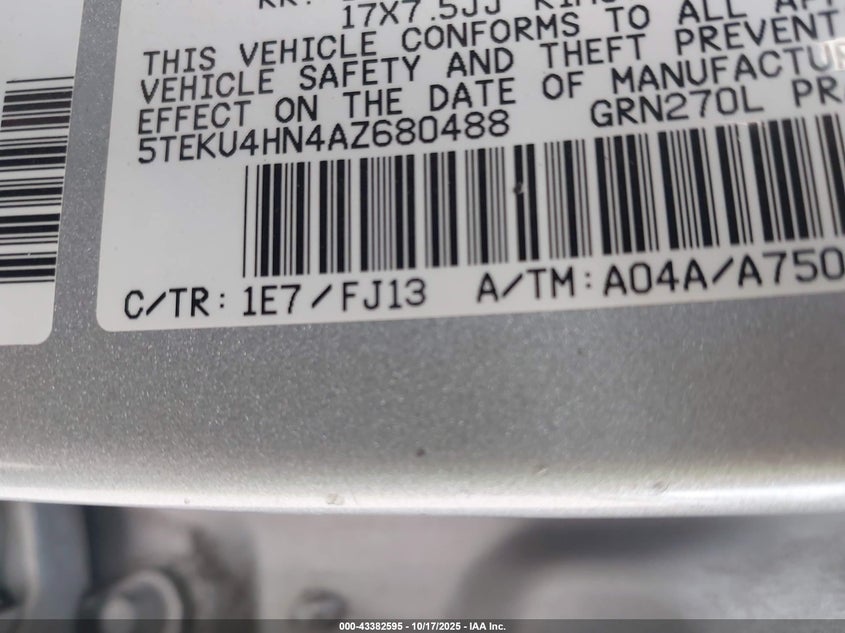 17X7.5JJ
THIS VEHICLE CONFORMS TO ALL
VEHICLE SAFETY AND THEFT PREVENT
EFFECT ON THE DATE OF MANUFACTUR
5TEKU4HN4AZ680488 GRN270L
C/TR: 1E7/FJ13 A/TM: A04A/A750
000-43382595 - 10/17/2025 - IAA Inc.